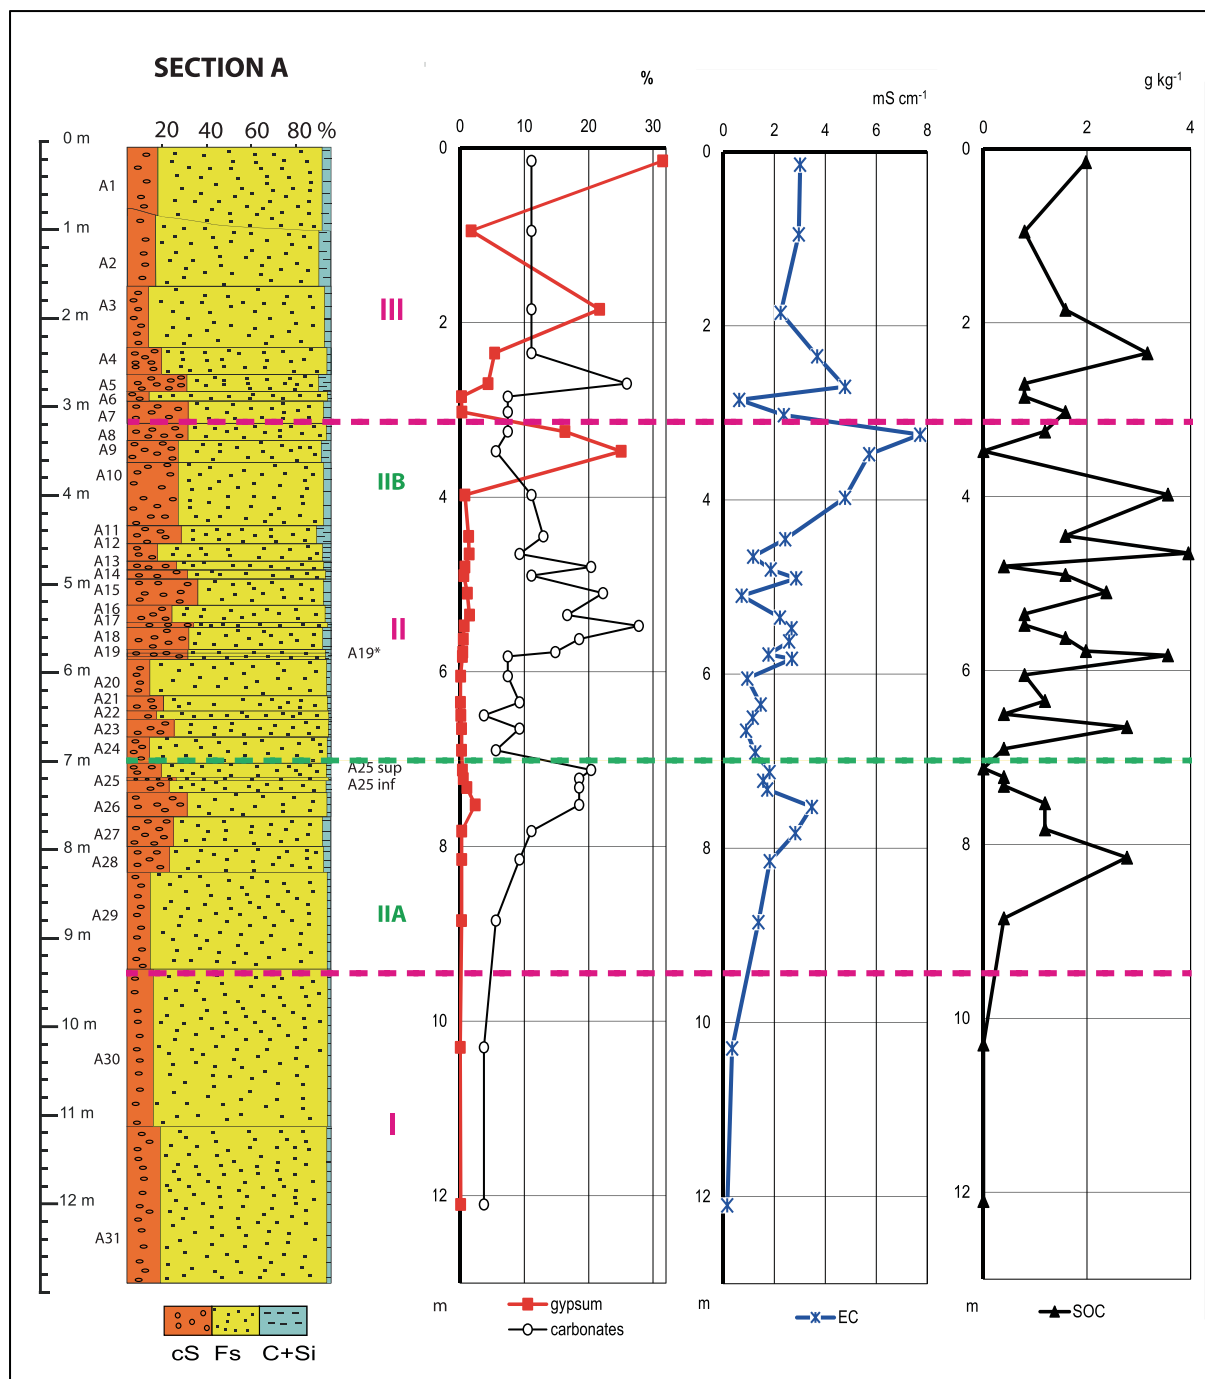 SECTION A
%
g kg-1
mS cm-1
20 40 60 80 %
0 10 20 30
0 2 4 6 8
0 2 4
0 m
1 m
2 m
3 m
4 m
5 m
6 m
7 m
8 m
9 m
10 m
11 m
12 m
A1
A2
A3
A4
A5
A6
A7
A8
A9
A10
A11
A12
A13
A14
A15
A16
A17
A18
A19
A20
A21
A22
A23
A24
A25
A26
A27
A28
A29
A30
A31
A19*
A25 sup
A25 inf
III
IIB
II
IIA
I
0
2
4
6
8
10
12
m
0
2
4
6
8
10
12
m
0
2
4
6
8
10
12
m
gypsum
carbonates
EC
SOC
cS Fs C+Si